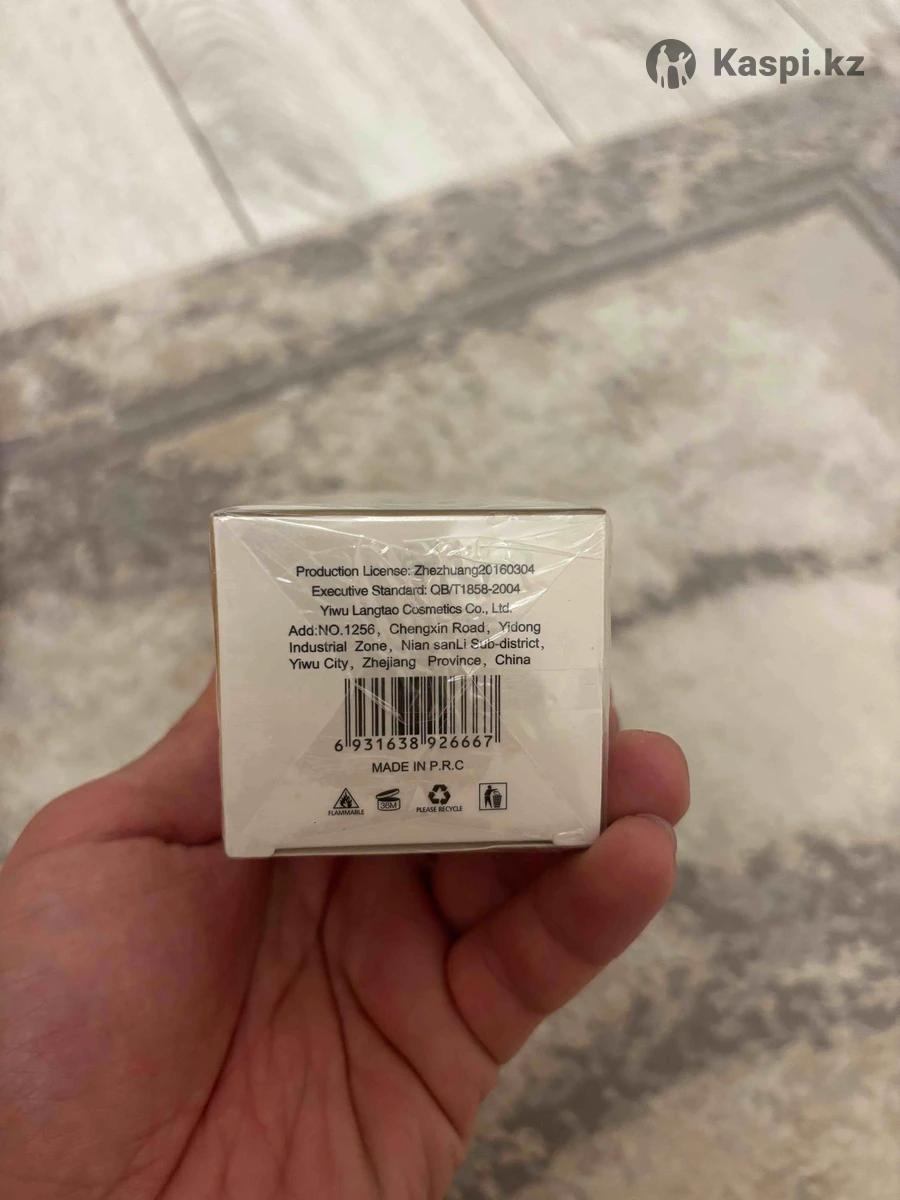 Kaspi.kz
Production License: Zhezhuang20160304
Executive Standard: QB/T1858-2004
Yiwu Langtao Cosmetics Co., Ltd.
Add:NO.1256, Chengxin Road, Yidong
Industrial Zone, Nian sanLi Sub-district,
Yiwu City, Zhejiang Province, China
6 931638 926667
MADE IN P.R.C
FLAMMABLE
36M
PLEASE RECYCLE